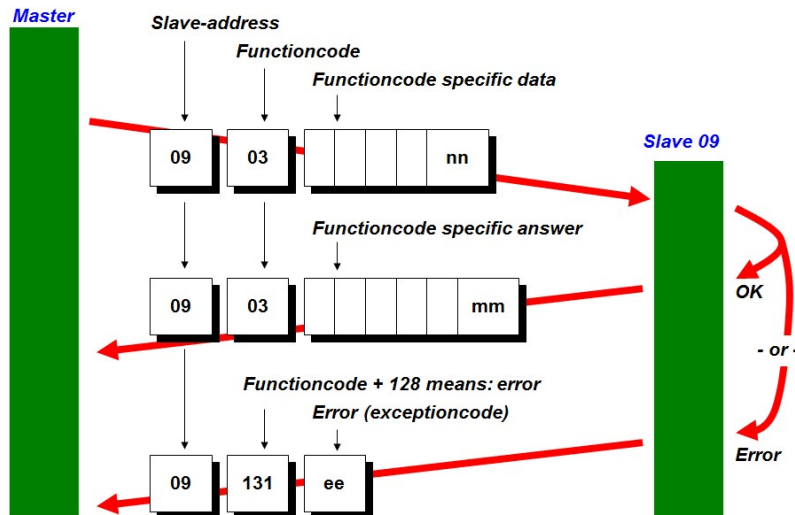 Master
Slave-address
Functioncode
Functioncode specific data
Slave 09
09 03 nn
Functioncode specific answer
OK
09 03 mm
- or -
Functioncode + 128 means: error
Error (exceptioncode)
Error
09 131 ee